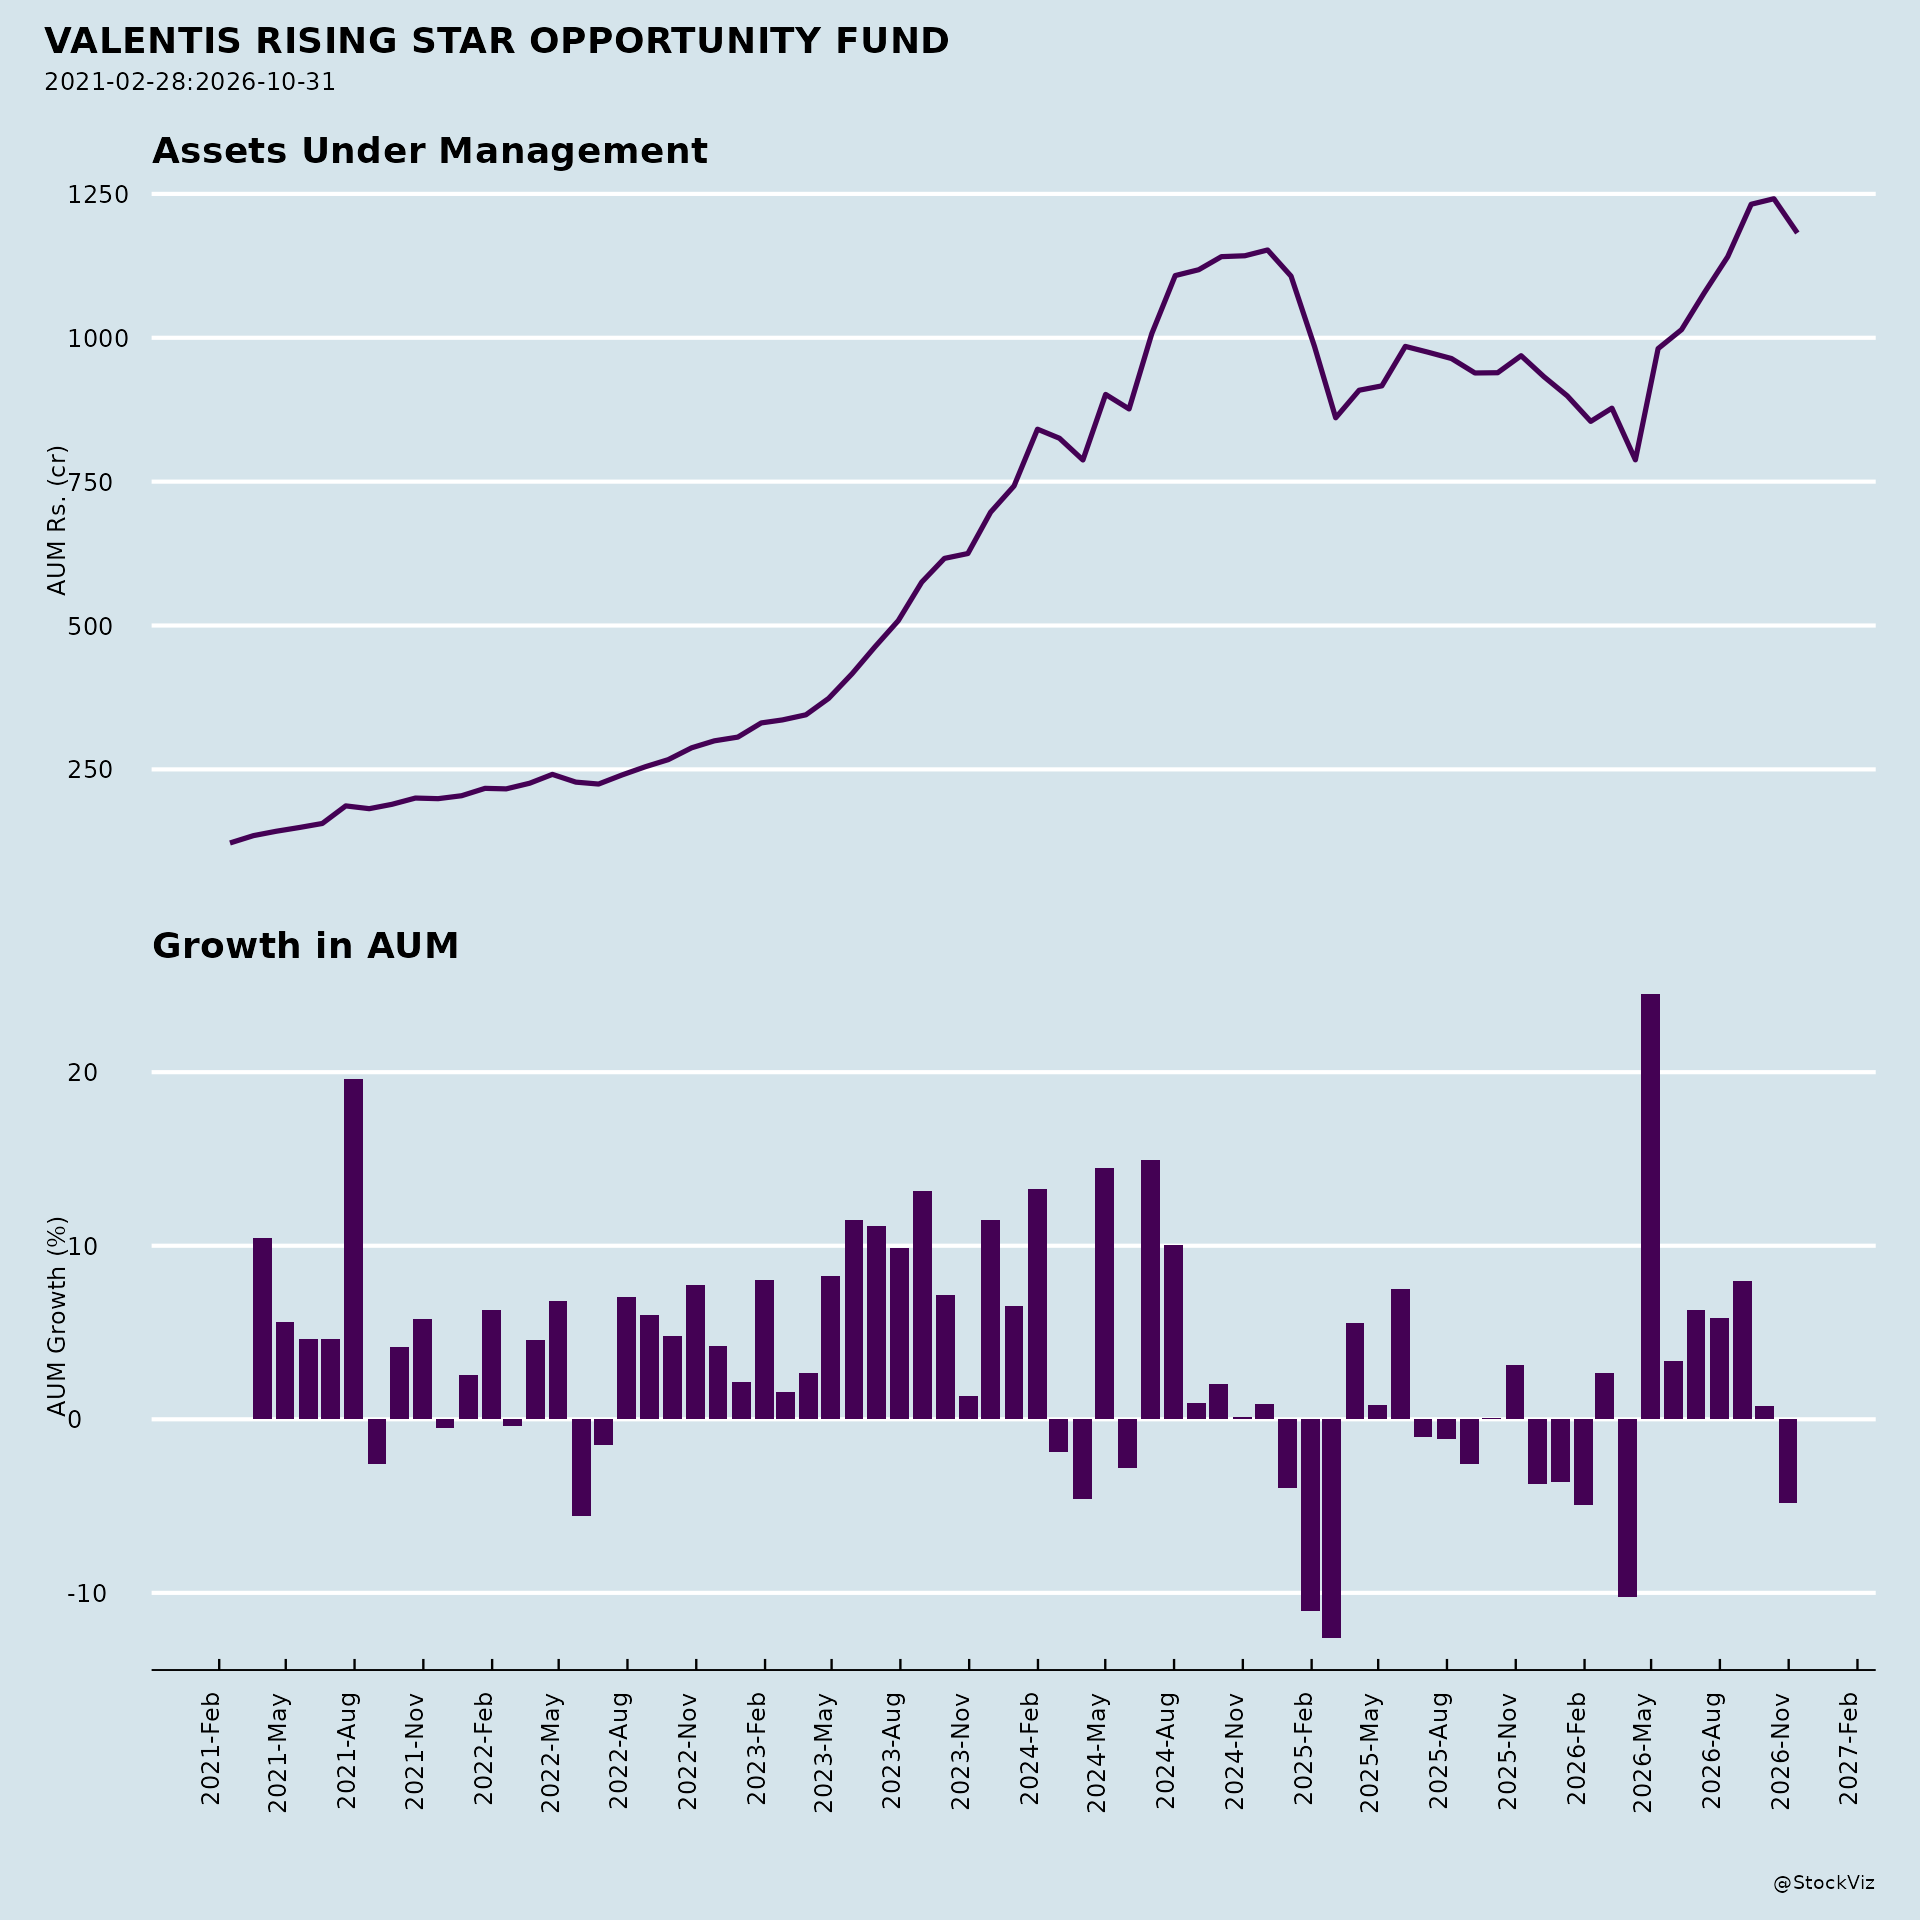 VALENTIS RISING STAR OPPORTUNITY FUND
2021-02-28:2026-10-31
Assets Under Management
1250
1000
750
500
250
AUM Rs. (cr)
Growth in AUM
20
10
0
-10
AUM Growth (%)
2021-Feb
2021-May
2021-Aug
2021-Nov
2022-Feb
2022-May
2022-Aug
2022-Nov
2023-Feb
2023-May
2023-Aug
2023-Nov
2024-Feb
2024-May
2024-Aug
2024-Nov
2025-Feb
2025-May
2025-Aug
2025-Nov
2026-Feb
2026-May
2026-Aug
2026-Nov
2027-Feb
@StockViz